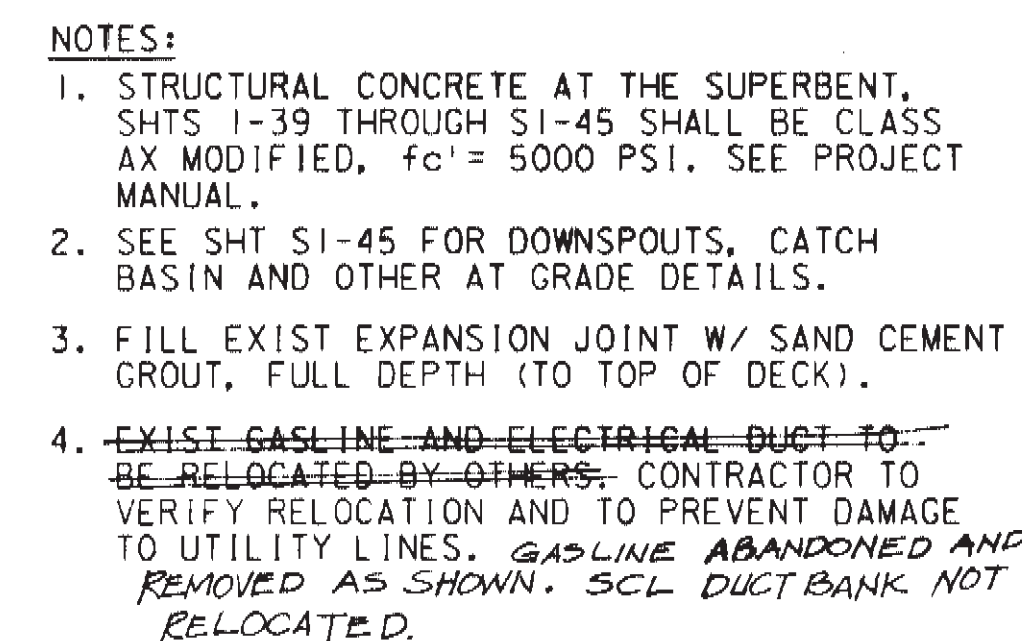 NOTES:
1. STRUCTURAL CONCRETE AT THE SUPERBENT,
SHTS 1-39 THROUGH S1-45 SHALL BE CLASS
AX MODIFIED, fc'= 5000 PSI. SEE PROJECT
MANUAL.
2. SEE SHT S1-45 FOR DOWNSPOUTS, CATCH
BASIN AND OTHER AT GRADE DETAILS.
3. FILL EXIST EXPANSION JOINT W/ SAND CEMENT
GROUT, FULL DEPTH (TO TOP OF DECK).
4. EXIST GASLINE AND ELECTRICAL DUCT TO
BE RELOCATED BY OTHERS. CONTRACTOR TO
VERIFY RELOCATION AND TO PREVENT DAMAGE
TO UTILITY LINES. GASLINE ABANDONED AND
REMOVED AS SHOWN. SCL DUCT BANK NOT
RELOCATED.